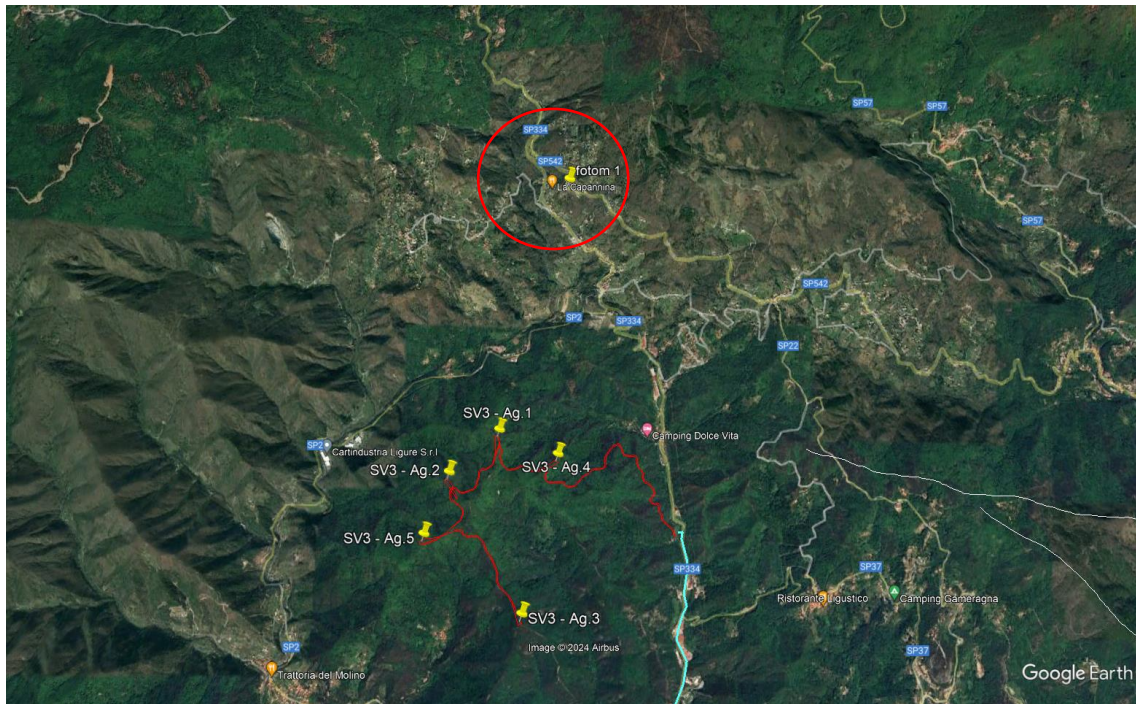 SP57
SP57
SP334
SP542
fotom 1
La Capannina
SP57
SP542
SP2
SP334
SP22
SV3 - Ag.1
Camping Dolce Vita
SP2
Cartindustria Ligure S.r.l
SV3 - Ag.4
SV3 - Ag.2
SV3 - Ag.5
SP334
SP37
Ristorante Ligustico
Camping Gameragna
SV3 - Ag.3
SP2
Image © 2024 Airbus
SP37
Trattoria del Molino
Google Earth